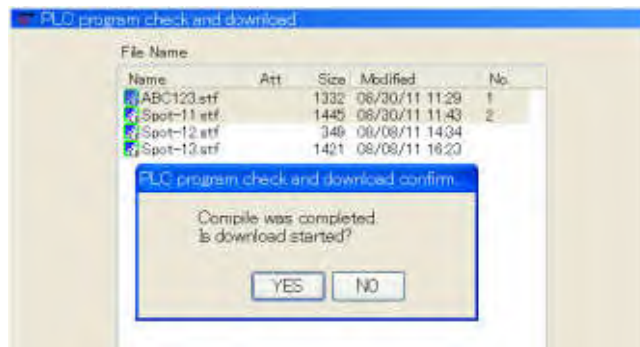 PLC program check and download
File Name
Name Att Size Modified No.
ABC123.stf 1332 06/30/11 11:29 1
Spot-11.stf 1445 06/30/11 11:43 2
Spot-12.stf 349 08/08/11 14:34
Spot-13.stf 1421 08/08/11 16:23
PLC program check and download confirm.
Compile was completed.
Is download started?
YES NO